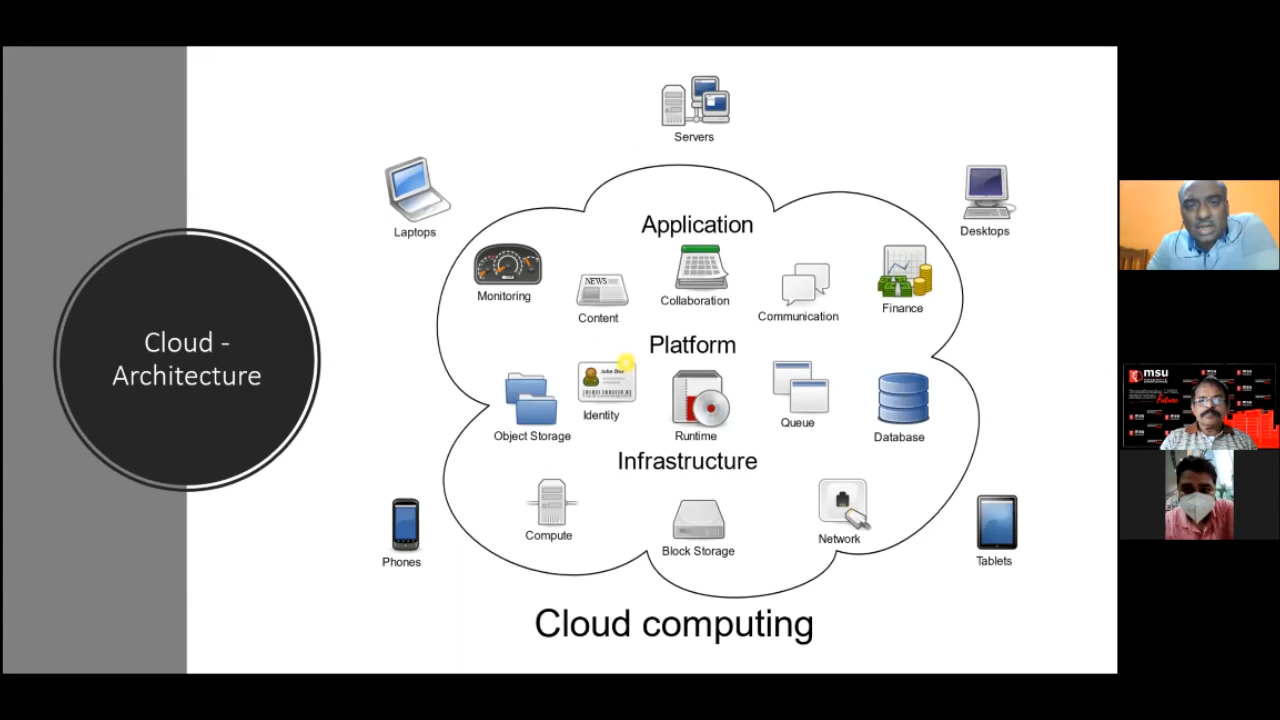 Cloud -
Architecture
Servers
Laptops
Desktops
Application
Monitoring
Content
Collaboration
Communication
Finance
NEWS
Platform
Object Storage
Identity
Runtime
Queue
Database
Infrastructure
Compute
Block Storage
Network
Phones
Tablets
Cloud computing
msu